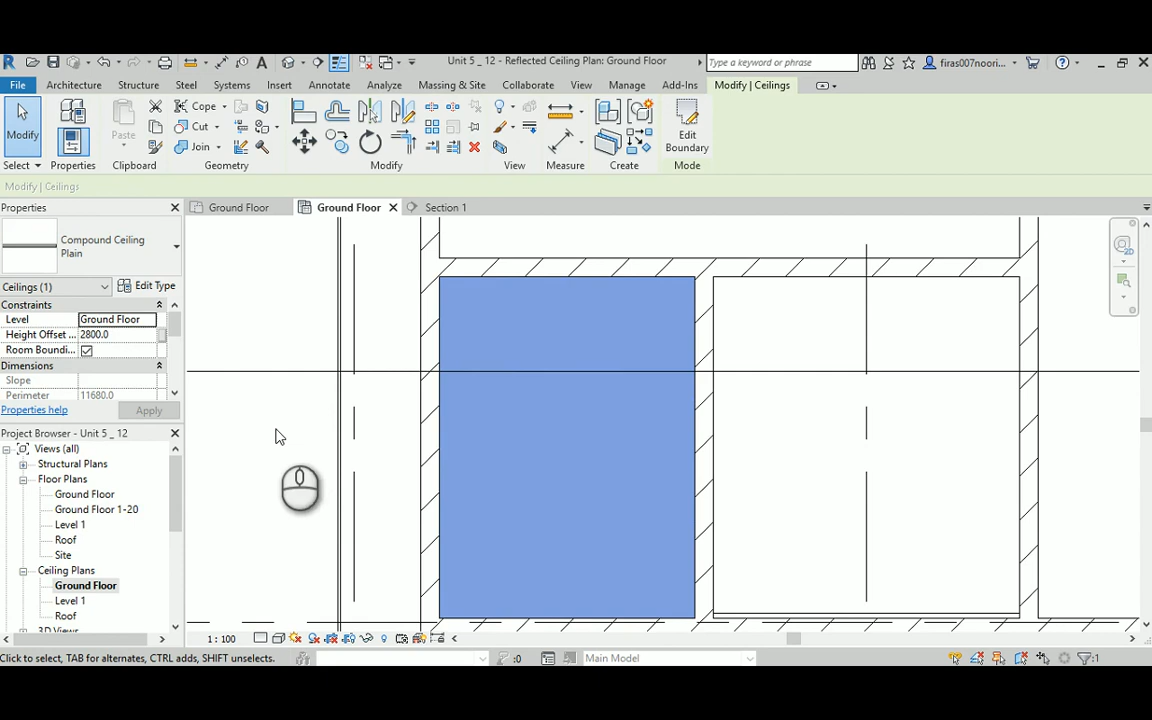 Unit 5 _ 12 - Reflected Ceiling Plan: Ground Floor
Type a keyword or phrase
firas007noori...
File Architecture Structure Steel Systems Insert Annotate Analyze Massing & Site Collaborate View Manage Add-Ins Modify | Ceilings
Modify
Paste
Cope
Cut
Join
Edit
Boundary
Select Properties Clipboard Geometry Modify View Measure Create Mode
Modify | Ceilings
Properties
Ground Floor
Ground Floor
Section 1
Compound Ceiling
Plain
Ceilings (1)
Edit Type
Constraints
Level Ground Floor
Height Offset ... 2800.0
Room Boundi...
Dimensions
Slope
Perimeter 11680.0
Properties help
Apply
Project Browser - Unit 5 _ 12
Views (all)
Structural Plans
Floor Plans
Ground Floor
Ground Floor 1-20
Level 1
Roof
Site
Ceiling Plans
Ground Floor
Level 1
Roof
3D Views
2D
1 : 100
Click to select, TAB for alternates, CTRL adds, SHIFT unselects.
:0
Main Model
:1